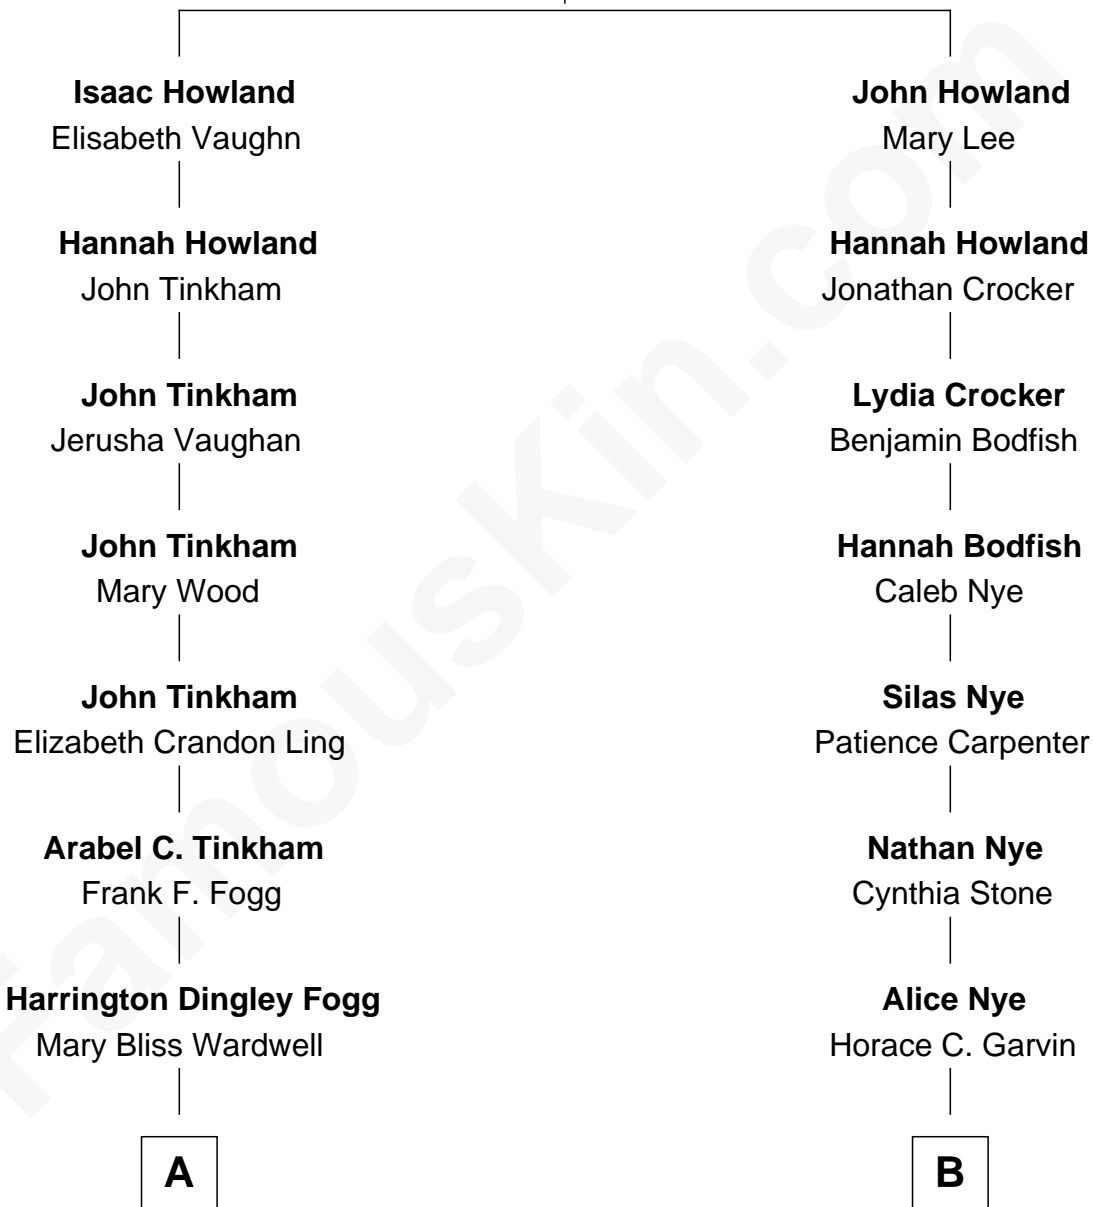 Isaac Howland
Elisabeth Vaughn
John Howland
Mary Lee
Hannah Howland
John Tinkham
Hannah Howland
Jonathan Crocker
John Tinkham
Jerusha Vaughan
Lydia Crocker
Benjamin Bodfish
John Tinkham
Mary Wood
Hannah Bodfish
Caleb Nye
John Tinkham
Elizabeth Crandon Ling
Silas Nye
Patience Carpenter
Arabel C. Tinkham
Frank F. Fogg
Nathan Nye
Cynthia Stone
Harrington Dingley Fogg
Mary Bliss Wardwell
Alice Nye
Horace C. Garvin
A
B
FamousKin.com